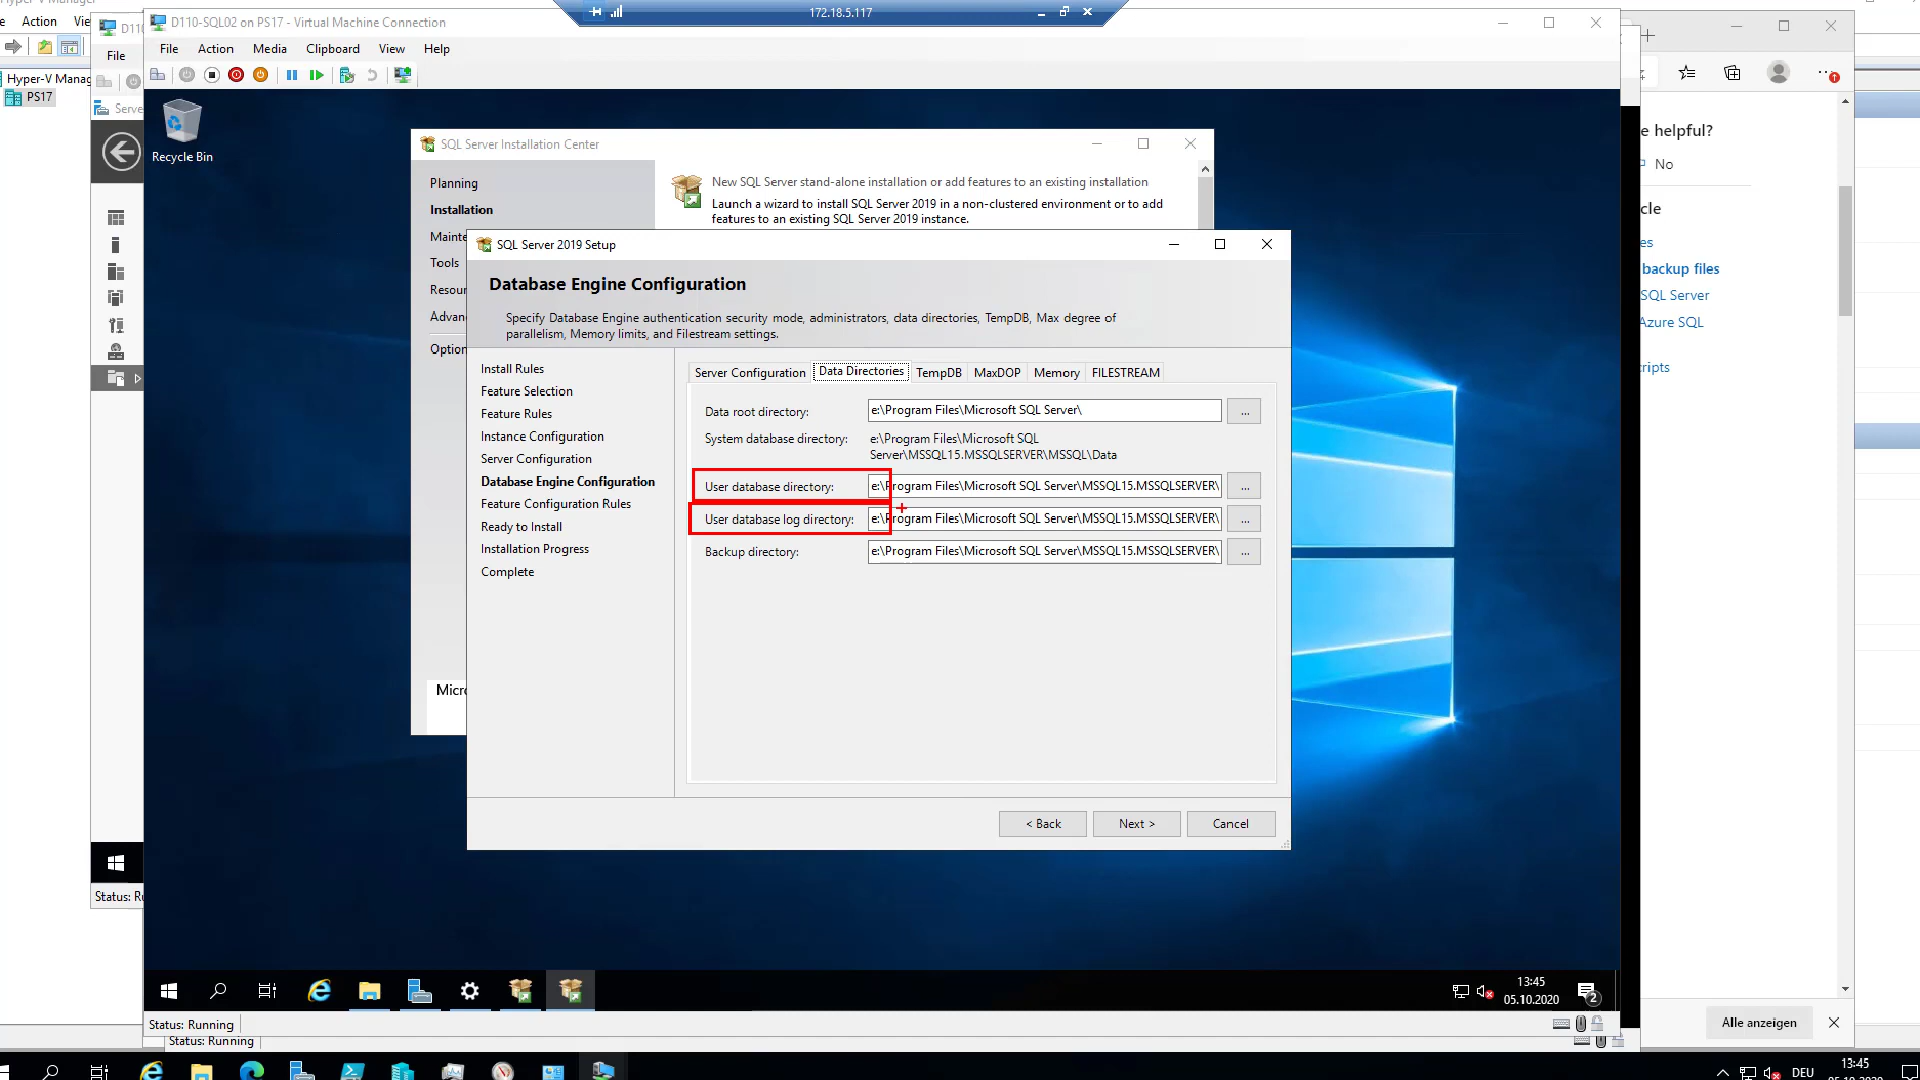 Action
172.18.5.117
D110-SQL02 on PS17 - Virtual Machine Connection
File
Action
Media
Clipboard
View
Help
File
Hyper-V Manag
PS17
Serve
Recycle Bin
SQL Server Installation Center
Planning
Installation
Mainte
Tools
Resour
Advan
Option
Micro
New SQL Server stand-alone installation or add features to an existing installation
Launch a wizard to install SQL Server 2019 in a non-clustered environment or to add
features to an existing SQL Server 2019 instance.
SQL Server 2019 Setup
Database Engine Configuration
Specify Database Engine authentication security mode, administrators, data directories, TempDB, Max degree of
parallelism, Memory limits, and Filestream settings.
Install Rules
Feature Selection
Feature Rules
Instance Configuration
Server Configuration
Database Engine Configuration
Feature Configuration Rules
Ready to Install
Installation Progress
Complete
Server Configuration
Data Directories
TempDB
MaxDOP
Memory
FILESTREAM
Data root directory:
e:\Program Files\Microsoft SQL Server\
...
System database directory:
e:\Program Files\Microsoft SQL
Server\MSSQL15.MSSQLSERVER\MSSQL\Data
User database directory:
e:\Program Files\Microsoft SQL Server\MSSQL15.MSSQLSERVER\
...
User database log directory:
e:\Program Files\Microsoft SQL Server\MSSQL15.MSSQLSERVER\
...
Backup directory:
e:\Program Files\Microsoft SQL Server\MSSQL15.MSSQLSERVER\
...
< Back
Next >
Cancel
e helpful?
No
cle
es
backup files
SQL Server
Azure SQL
ripts
Alle anzeigen
13:45
05.10.2020
2
Status: Running
Status: Running
Status: Ru
DEU
13:45